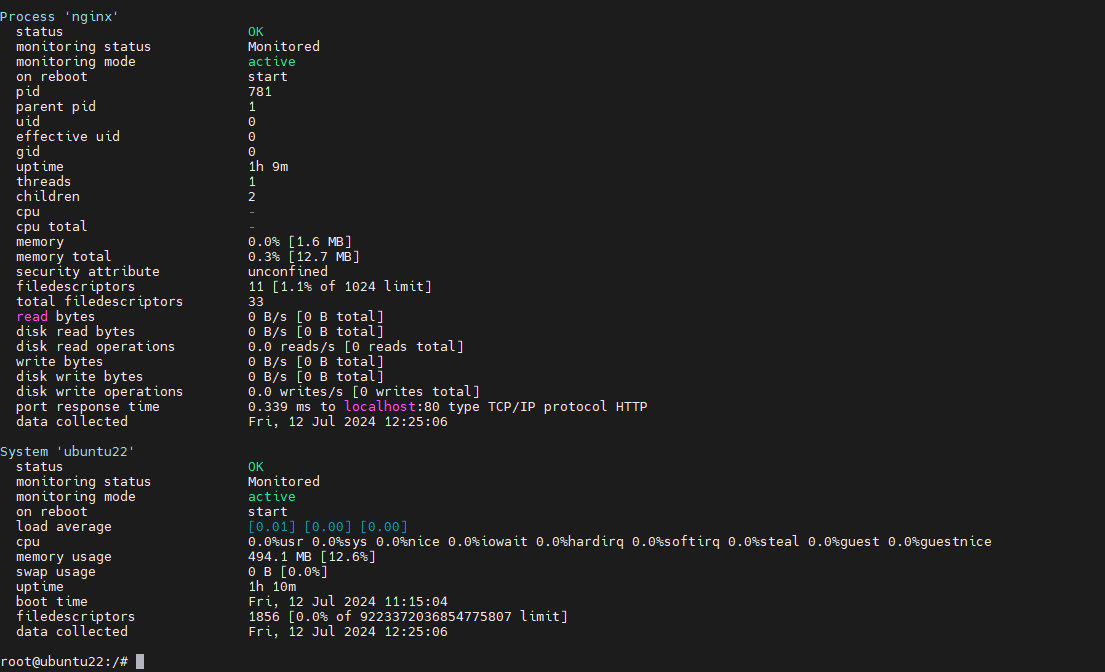 Process 'nginx'
status OK
monitoring status Monitored
monitoring mode active
on reboot start
pid 781
parent pid 1
uid 0
effective uid 0
gid 0
uptime 1h 9m
threads 1
children 2
cpu -
cpu total -
memory 0.0% [1.6 MB]
memory total 0.3% [12.7 MB]
security attribute unconfined
filedescriptors 11 [1.1% of 1024 limit]
total filedescriptors 33
read bytes 0 B/s [0 B total]
disk read bytes 0 B/s [0 B total]
disk read operations 0.0 reads/s [0 reads total]
write bytes 0 B/s [0 B total]
disk write bytes 0 B/s [0 B total]
disk write operations 0.0 writes/s [0 writes total]
port response time 0.339 ms to localhost:80 type TCP/IP protocol HTTP
data collected Fri, 12 Jul 2024 12:25:06
System 'ubuntu22'
status OK
monitoring status Monitored
monitoring mode active
on reboot start
load average [0.01] [0.00] [0.00]
cpu 0.0%usr 0.0%sys 0.0%nice 0.0%iowait 0.0%hardirq 0.0%softirq 0.0%steal 0.0%guest 0.0%guestnice
memory usage 494.1 MB [12.6%]
swap usage 0 B [0.0%]
uptime 1h 10m
boot time Fri, 12 Jul 2024 11:15:04
filedescriptors 1856 [0.0% of 9223372036854775807 limit]
data collected Fri, 12 Jul 2024 12:25:06
root@ubuntu22:/#